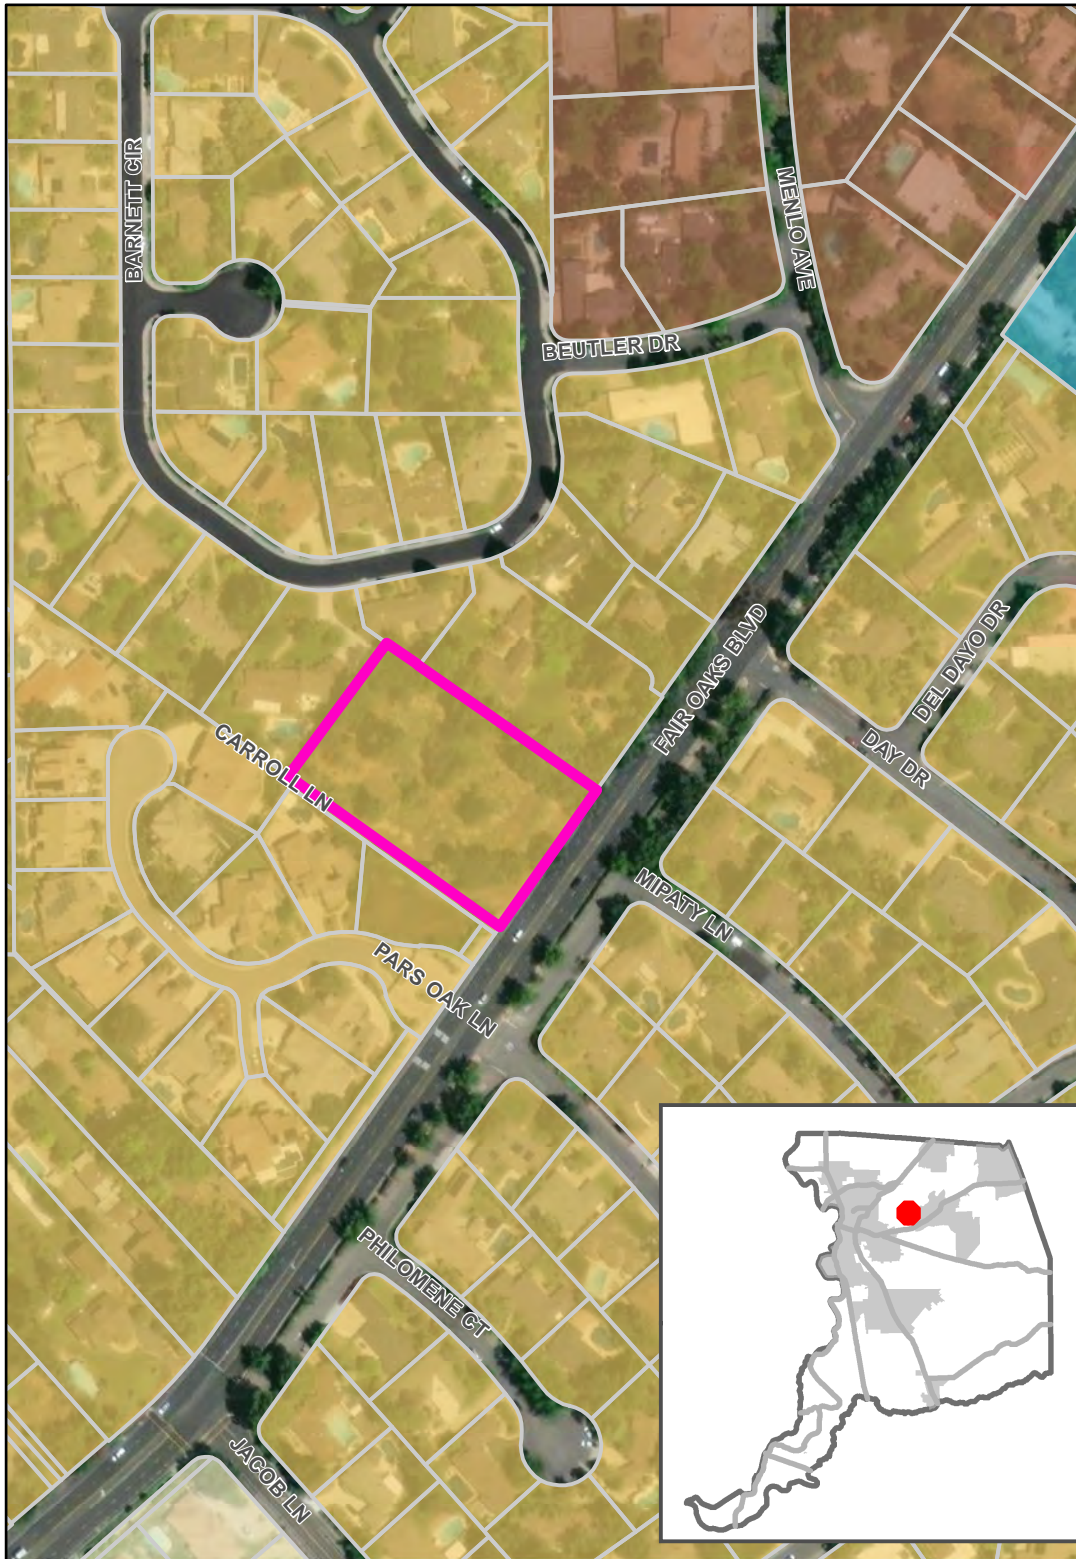 BARNETT CIR
MENLO AVE
BEUTLER DR
FAIR OAKS BLVD
DEL DAYO DR
DAY DR
CARROLL LN
MIPATY LN
PARS OAK LN
PHILOMENE CT
JACOB LN